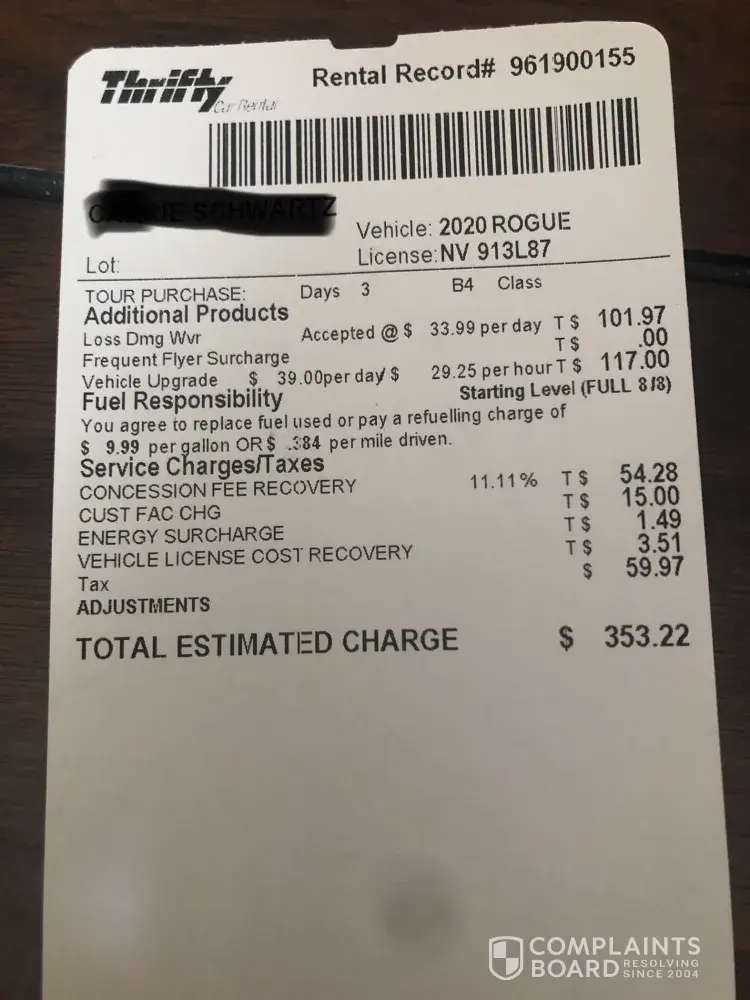 Thrifty
Car Rental
Rental Record# 961900155
SCHWARTZ
Vehicle: 2020 ROGUE
License: NV 913L87
Lot:
TOUR PURCHASE: Days 3 B4 Class
Additional Products
Loss Dmg Wvr Accepted @ $ 33.99 per day T $ 101.97
Frequent Flyer Surcharge T $ .00
Vehicle Upgrade $ 39.00per day $ 29.25 per hour T $ 117.00
Fuel Responsibility Starting Level (FULL 8/8)
You agree to replace fuel used or pay a refuelling charge of
$ 9.99 per gallon OR $ .384 per mile driven.
Service Charges/Taxes
CONCESSION FEE RECOVERY 11.11% T $ 54.28
CUST FAC CHG T $ 15.00
ENERGY SURCHARGE T $ 1.49
VEHICLE LICENSE COST RECOVERY T $ 3.51
Tax $ 59.97
ADJUSTMENTS
TOTAL ESTIMATED CHARGE $ 353.22
COMPLAINTS
BOARD RESOLVING SINCE 2004